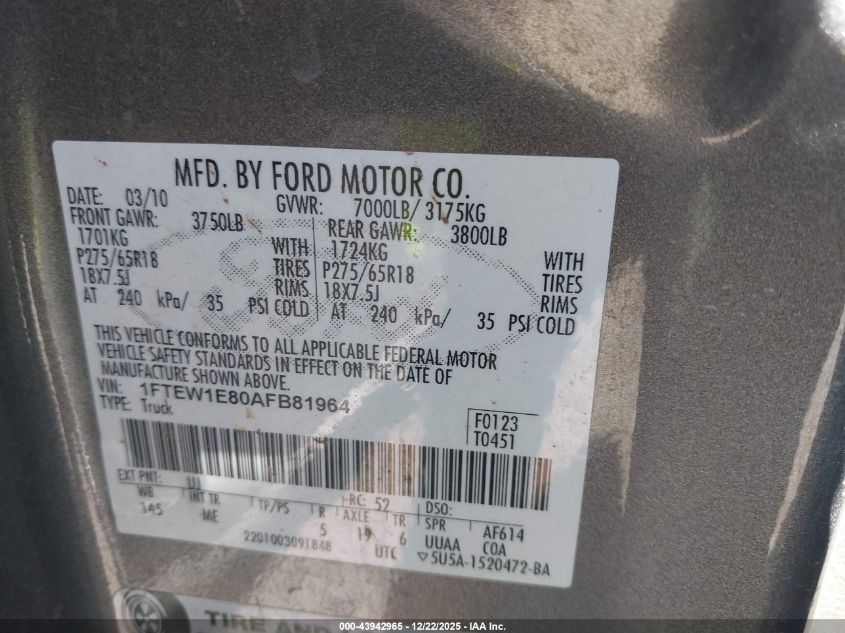 MFD. BY FORD MOTOR CO.
DATE: 03/10 GVWR: 7000LB/ 3175KG
FRONT GAWR: 3750LB REAR GAWR: 3800LB
1701KG WITH 1724KG WITH
P275/65R18 TIRES P275/65R18 TIRES
18X7.5J RIMS 18X7.5J RIMS
AT 240 kPa/ 35 PSI COLD AT 240 kPa/ 35 PSI COLD
THIS VEHICLE CONFORMS TO ALL APPLICABLE FEDERAL MOTOR
VEHICLE SAFETY STANDARDS IN EFFECT ON THE DATE OF
MANUFACTURE SHOWN ABOVE.
VIN: 1FTEW1E80AFB81964
TYPE: Truck
F0123
T0451
EXT PNT: UJ RC: 52 DSO:
WB INT TR TP/PS R AXLE TR SPR AF614
145 ME 5 19 6 UUAA COA
2201003091848 UTC ▽5U5A-1520472-BA
TIRE AND
000-43942965 • 12/22/2025 • IAA Inc.